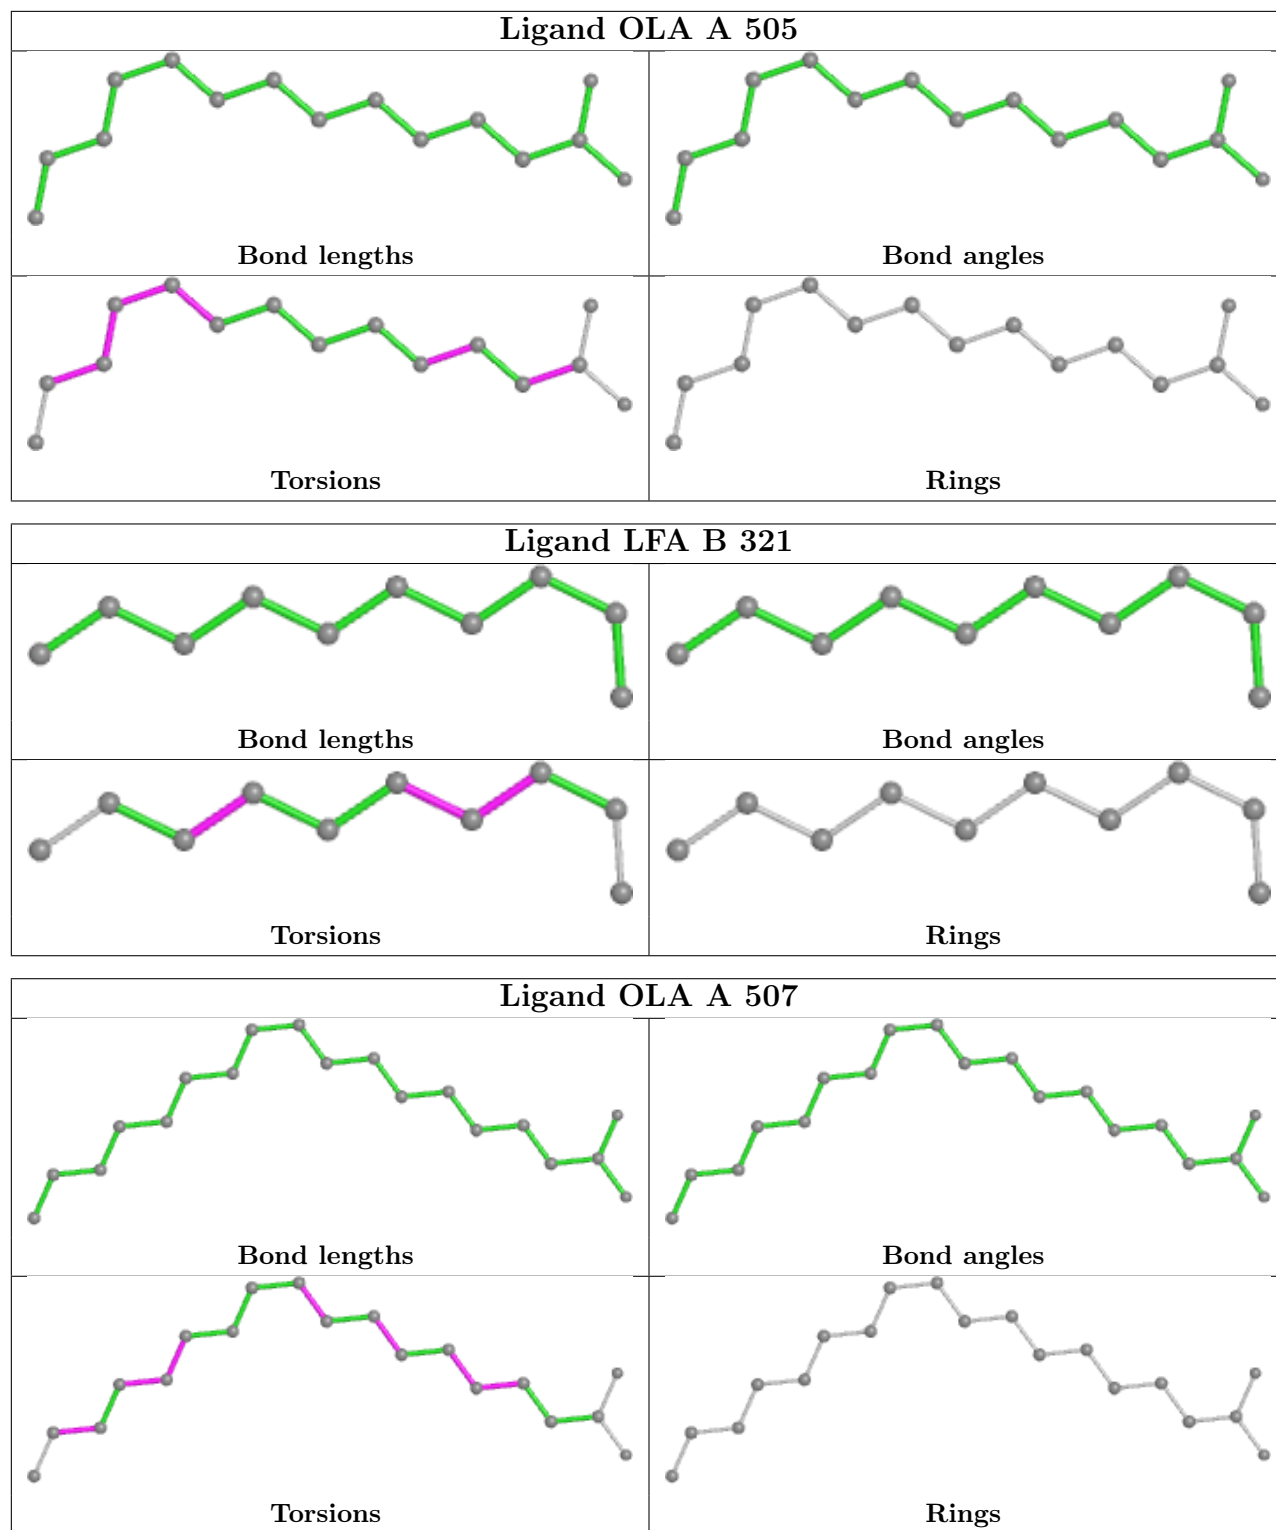 Ligand OLA A 505
Bond lengths
Bond angles
Torsions
Rings
Ligand LFA B 321
Bond lengths
Bond angles
Torsions
Rings
Ligand OLA A 507
Bond lengths
Bond angles
Torsions
Rings